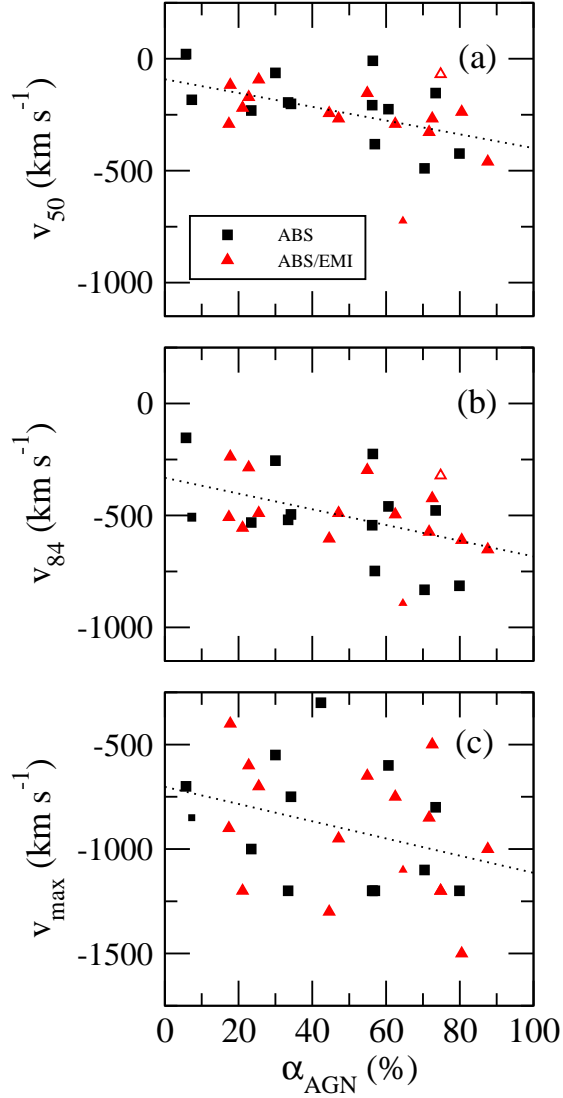 (a)
0
-500
-1000
v50 (km s-1)
ABS
ABS/EMI
(b)
0
-500
-1000
v84 (km s-1)
(c)
-500
-1000
-1500
vmax (km s-1)
0 20 40 60 80 100
αAGN (%)